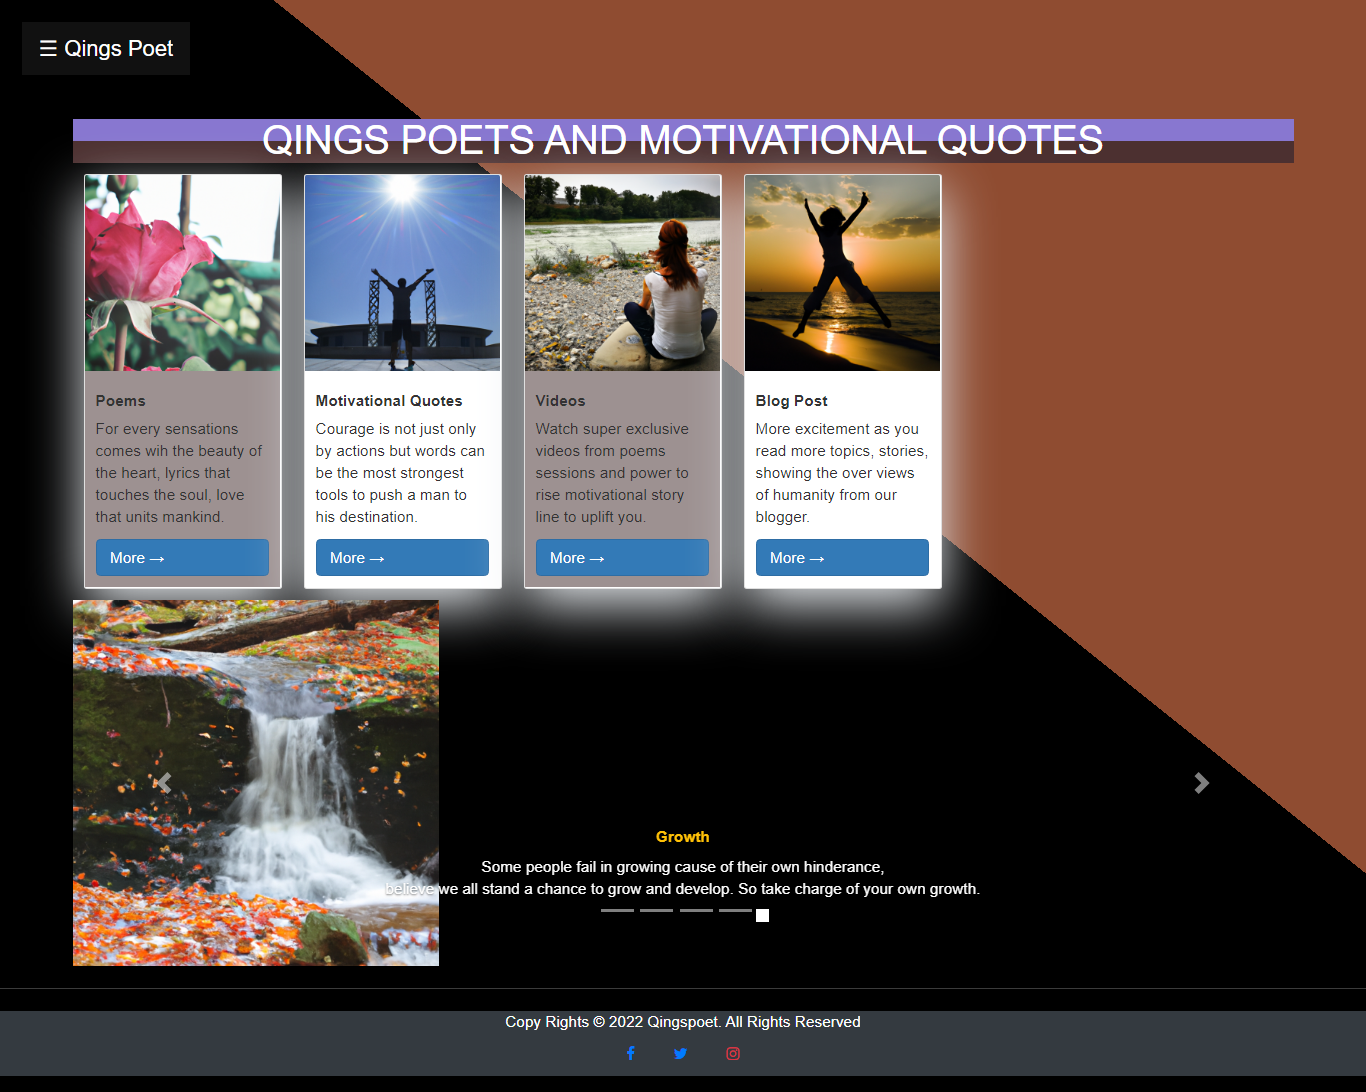 ☰ Qings Poet
QINGS POETS AND MOTIVATIONAL QUOTES
Poems
For every sensations
comes wih the beauty of
the heart, lyrics that
touches the soul, love
that units mankind.
More →
Motivational Quotes
Courage is not just only
by actions but words can
be the most strongest
tools to push a man to
his destination.
More →
Videos
Watch super exclusive
videos from poems
sessions and power to
rise motivational story
line to uplift you.
More →
Blog Post
More excitement as you
read more topics, stories,
showing the over views
of humanity from our
blogger.
More →
Growth
Some people fail in growing cause of their own hinderance,
believe we all stand a chance to grow and develop. So take charge of your own growth.
Copy Rights © 2022 Qingspoet. All Rights Reserved